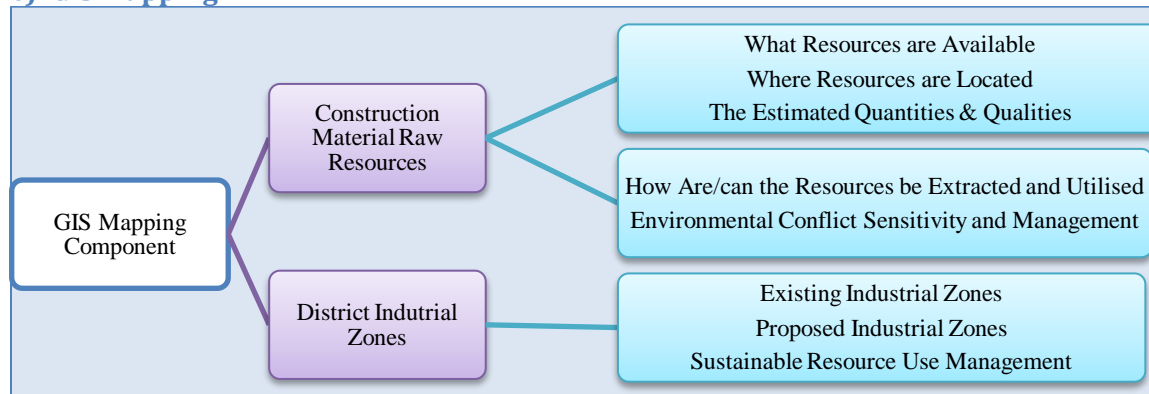 GIS Mapping
What Resources are Available
Where Resources are Located
The Estimated Quantities & Qualities
Construction
Material Raw
Resources
How Are/can the Resources be Extracted and Utilised
Environmental Conflict Sensitivity and Management
GIS Mapping
Component
District Indutrial
Zones
Existing Industrial Zones
Proposed Industrial Zones
Sustainable Resource Use Management